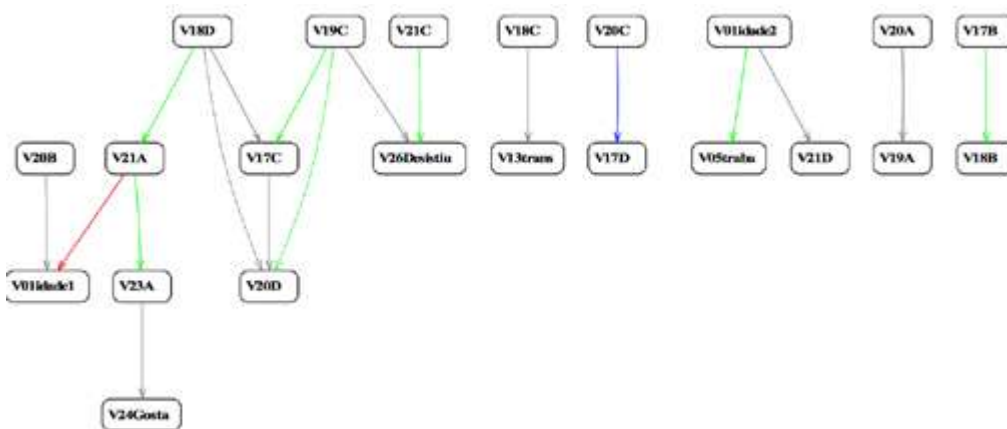 V18D V19C V21C V18C V20C V01idade2 V20A V17B
V20B V21A V17C V26Desistiu V13trans V17D V05traba V21D V19A V18B
V01idade1 V23A V20D
V24Gosta